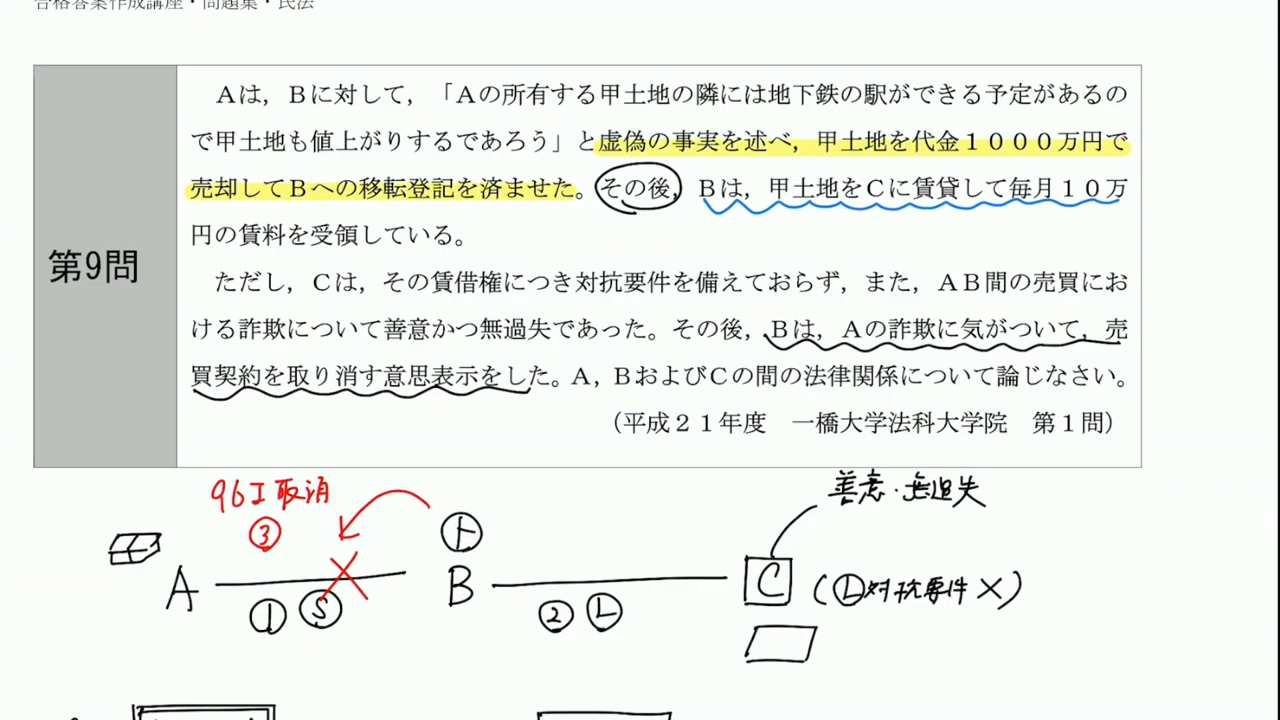 合格答案作成講座・問題集・民法
第9問
Aは，Bに対して，「Aの所有する甲土地の隣には地下鉄の駅ができる予定があるの
で甲土地も値上がりするであろう」と虚偽の事実を述べ，甲土地を代金１０００万円で
売却してBへの移転登記を済ませた。その後，Bは，甲土地をCに賃貸して毎月１０万
円の賃料を受領している。
ただし，Cは，その賃借権につき対抗要件を備えておらず，また，AB間の売買にお
ける詐欺について善意かつ無過失であった。その後，Bは，Aの詐欺に気がついて，売
買契約を取り消す意思表示をした。A，BおよびCの間の法律関係について論じなさい。
（平成２１年度　一橋大学法科大学院　第１問）
96Ⅰ取消
善意・無過失
③
ト
A
B
C
(Ⓛ対抗要件×)
① Ⓢ
② Ⓛ